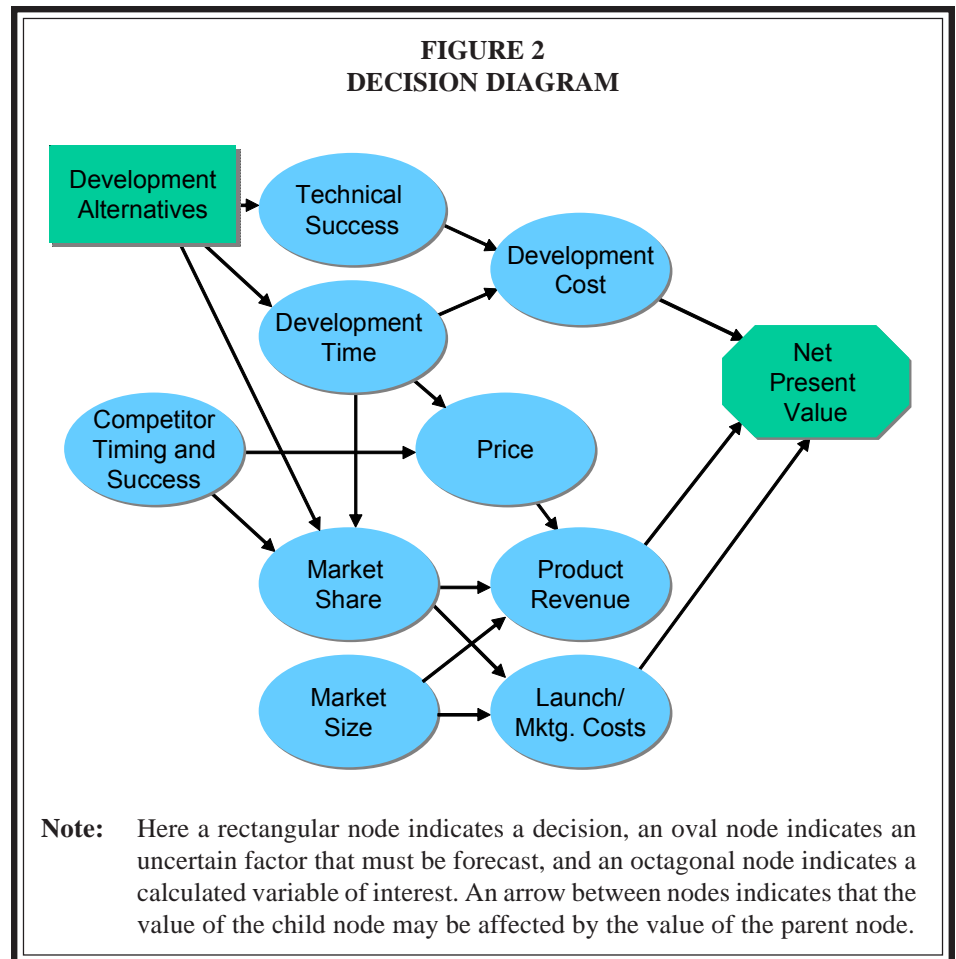 FIGURE 2
DECISION DIAGRAM
Development
Alternatives
Technical
Success
Development
Cost
Development
Time
Net
Present
Value
Competitor
Timing and
Success
Price
Market
Share
Product
Revenue
Market
Size
Launch/
Mktg. Costs
Note: Here a rectangular node indicates a decision, an oval node indicates an
uncertain factor that must be forecast, and an octagonal node indicates a
calculated variable of interest. An arrow between nodes indicates that the
value of the child node may be affected by the value of the parent node.